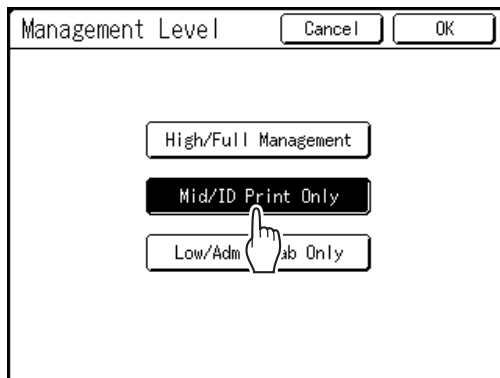 Management Level Cancel OK
High/Full Management
Mid/ID Print Only
Low/Adm ab Only